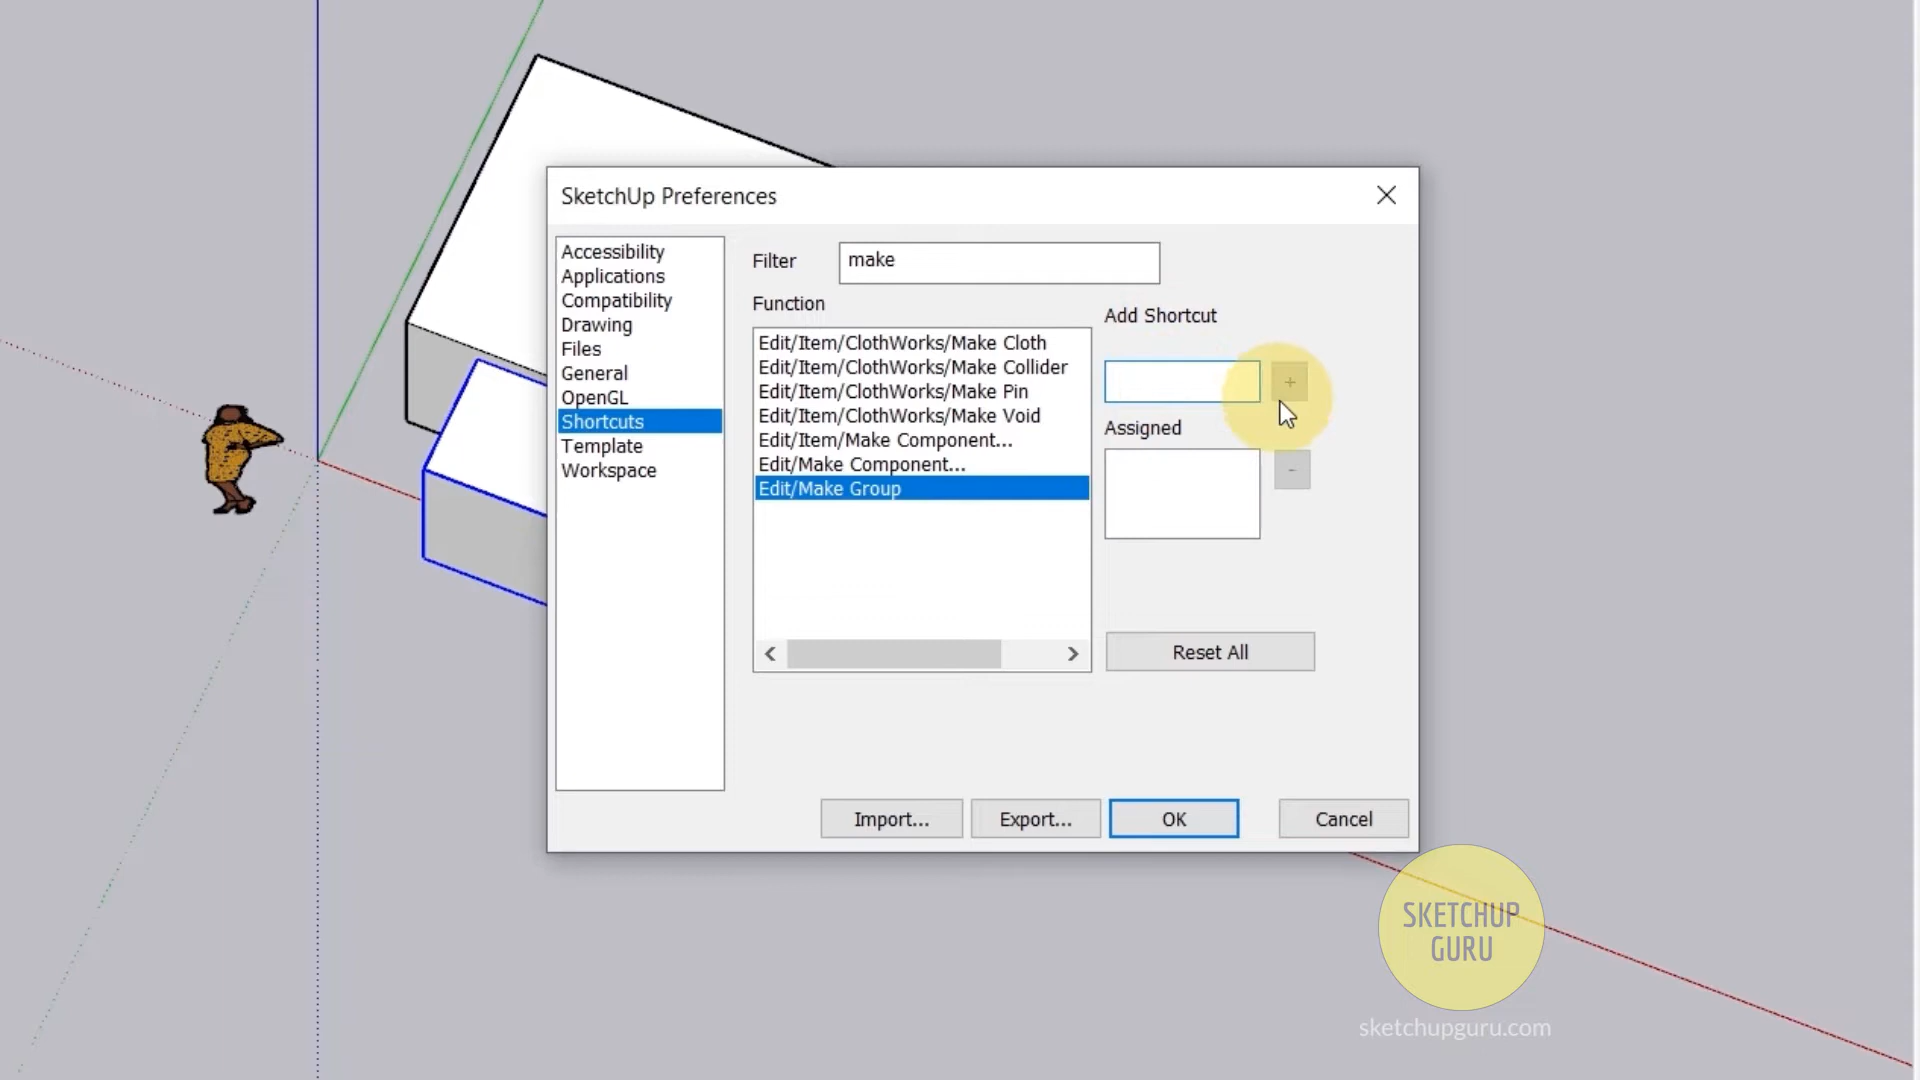 SketchUp Preferences
Accessibility
Applications
Compatibility
Drawing
Files
General
OpenGL
Shortcuts
Template
Workspace
Filter
make
Function
Edit/Item/ClothWorks/Make Cloth
Edit/Item/ClothWorks/Make Collider
Edit/Item/ClothWorks/Make Pin
Edit/Item/ClothWorks/Make Void
Edit/Item/Make Component...
Edit/Make Component...
Edit/Make Group
Add Shortcut
+
Assigned
-
Reset All
Import...
Export...
OK
Cancel
SKETCHUP
GURU
sketchupguru.com